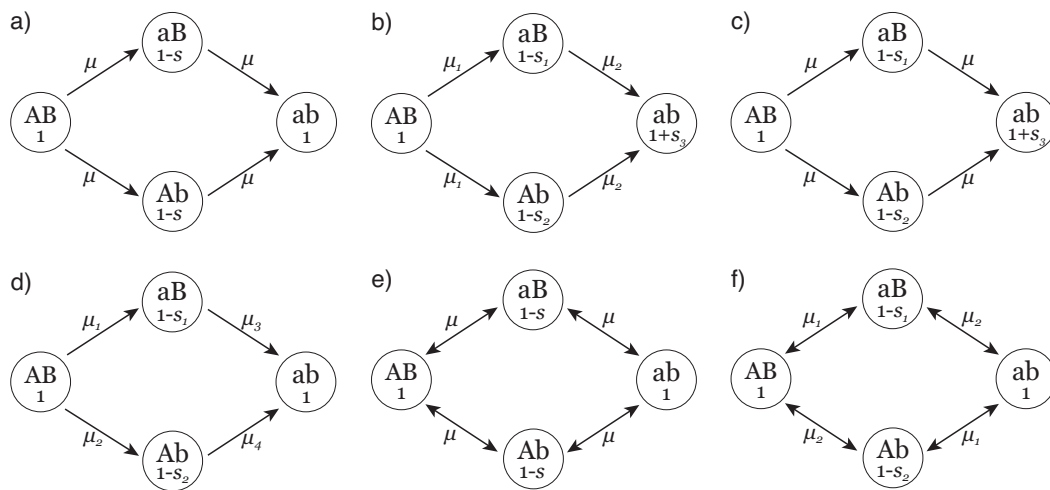 a)
aB
1-s
μ
μ
AB
1
ab
1
μ
μ
Ab
1-s
b)
aB
1-s₁
μ₁
μ₂
AB
1
ab
1+s₃
μ₁
μ₂
Ab
1-s₂
c)
aB
1-s₁
μ
μ
AB
1
ab
1+s₃
μ
μ
Ab
1-s₂
d)
aB
1-s₁
μ₁
μ₃
AB
1
ab
1
μ₂
μ₄
Ab
1-s₂
e)
aB
1-s
μ
μ
AB
1
ab
1
μ
μ
Ab
1-s
f)
aB
1-s₁
μ₁
μ₂
AB
1
ab
1
μ₂
μ₁
Ab
1-s₂